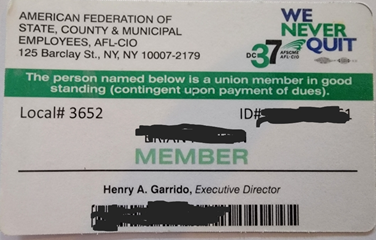 AMERICAN FEDERATION OF
STATE, COUNTY & MUNICIPAL
EMPLOYEES, AFL-CIO
125 Barclay St., NY, NY 10007-2179
WE
NEVER
QUIT
DC 37 AFSCME
AFL-CIO
The person named below is a union member in good
standing (contingent upon payment of dues).
Local# 3652
ID#
MEMBER
Henry A. Garrido, Executive Director